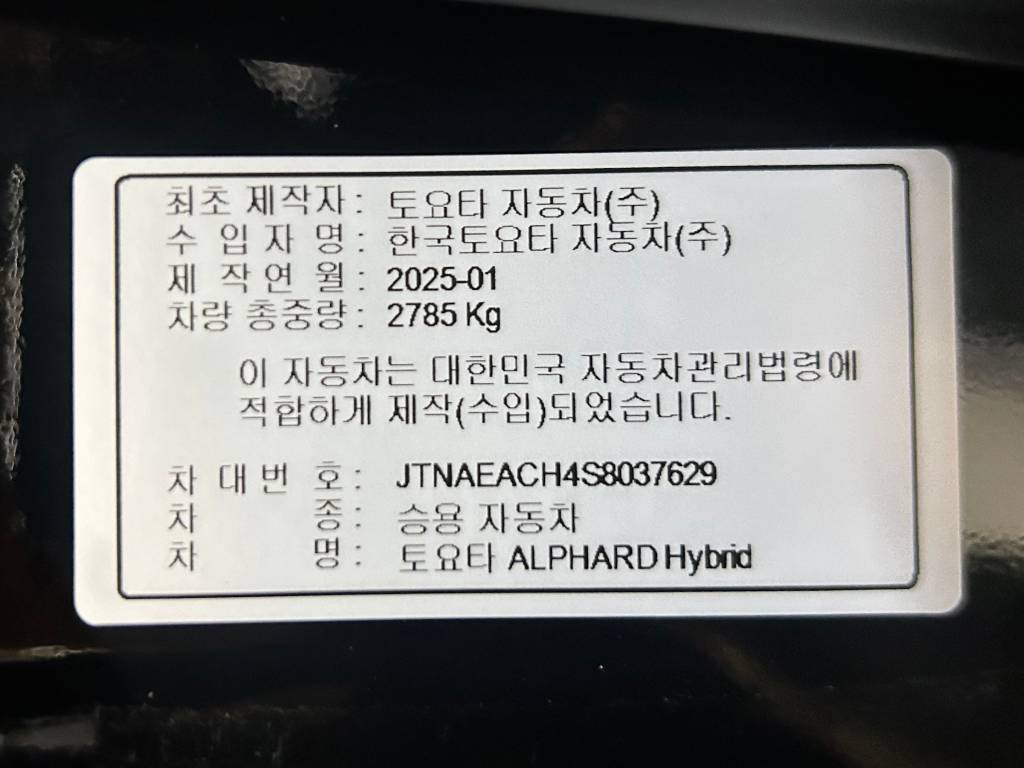 최초 제작자 : 토요타 자동차(주)
수 입 자 명 : 한국토요타 자동차(주)
제 작 연 월 : 2025-01
차량 총중량 : 2785 Kg
이 자동차는 대한민국 자동차관리법령에
적합하게 제작(수입)되었습니다.
차 대 번 호 : JTNAEACH4S8037629
차 종 : 승용 자동차
차 명 : 토요타 ALPHARD Hybrid